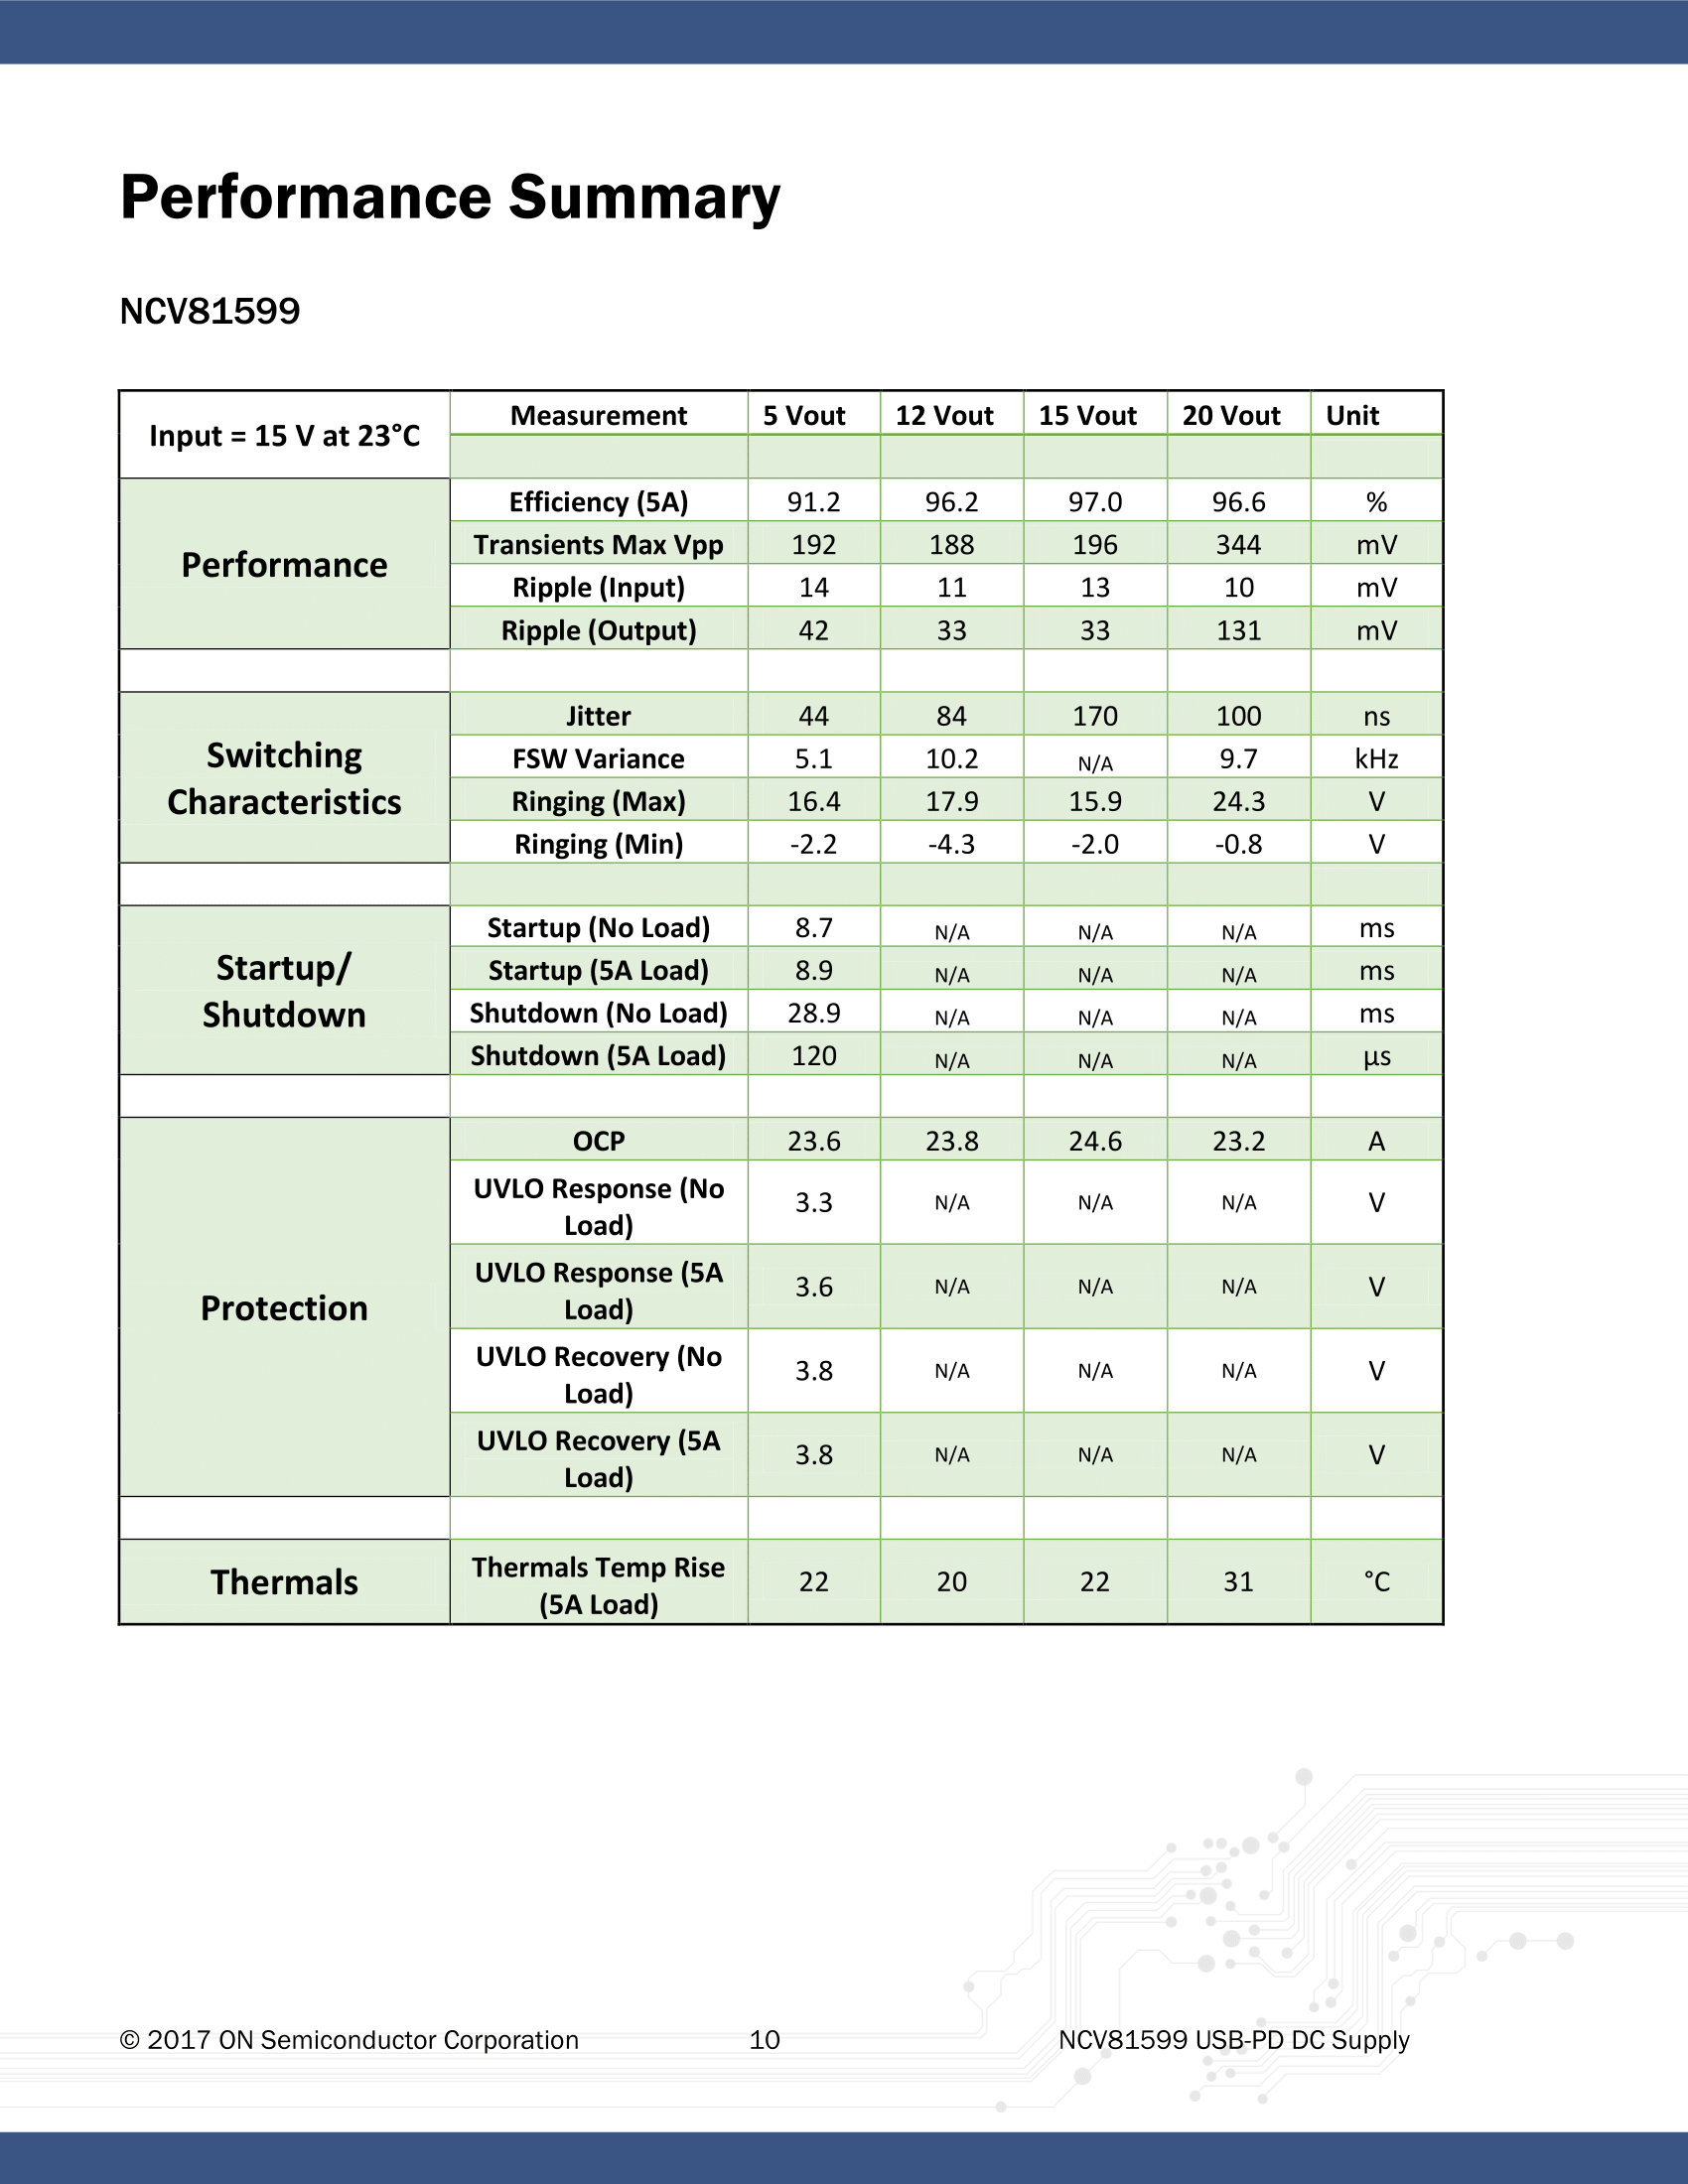 Performance Summary
NCV81599
Input = 15 V at 23°C Measurement 5 Vout 12 Vout 15 Vout 20 Vout Unit
Performance
Efficiency (5A) 91.2 96.2 97.0 96.6 %
Transients Max Vpp 192 188 196 344 mV
Ripple (Input) 14 11 13 10 mV
Ripple (Output) 42 33 33 131 mV
Switching
Characteristics
Jitter 44 84 170 100 ns
FSW Variance 5.1 10.2 N/A 9.7 kHz
Ringing (Max) 16.4 17.9 15.9 24.3 V
Ringing (Min) -2.2 -4.3 -2.0 -0.8 V
Startup/
Shutdown
Startup (No Load) 8.7 N/A N/A N/A ms
Startup (5A Load) 8.9 N/A N/A N/A ms
Shutdown (No Load) 28.9 N/A N/A N/A ms
Shutdown (5A Load) 120 N/A N/A N/A µs
Protection
OCP 23.6 23.8 24.6 23.2 A
UVLO Response (No
Load) 3.3 N/A N/A N/A V
UVLO Response (5A
Load) 3.6 N/A N/A N/A V
UVLO Recovery (No
Load) 3.8 N/A N/A N/A V
UVLO Recovery (5A
Load) 3.8 N/A N/A N/A V
Thermals
Thermals Temp Rise
(5A Load) 22 20 22 31 °C
© 2017 ON Semiconductor Corporation 10 NCV81599 USB-PD DC Supply